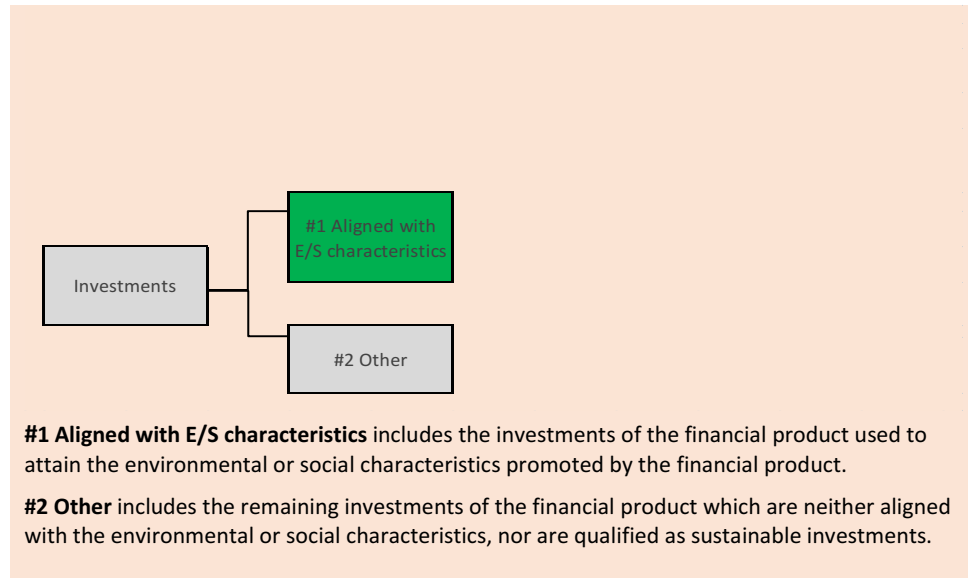 #1 Aligned with
E/S characteristics
Investments
#2 Other
#1 Aligned with E/S characteristics includes the investments of the financial product used to
attain the environmental or social characteristics promoted by the financial product.
#2 Other includes the remaining investments of the financial product which are neither aligned
with the environmental or social characteristics, nor are qualified as sustainable investments.